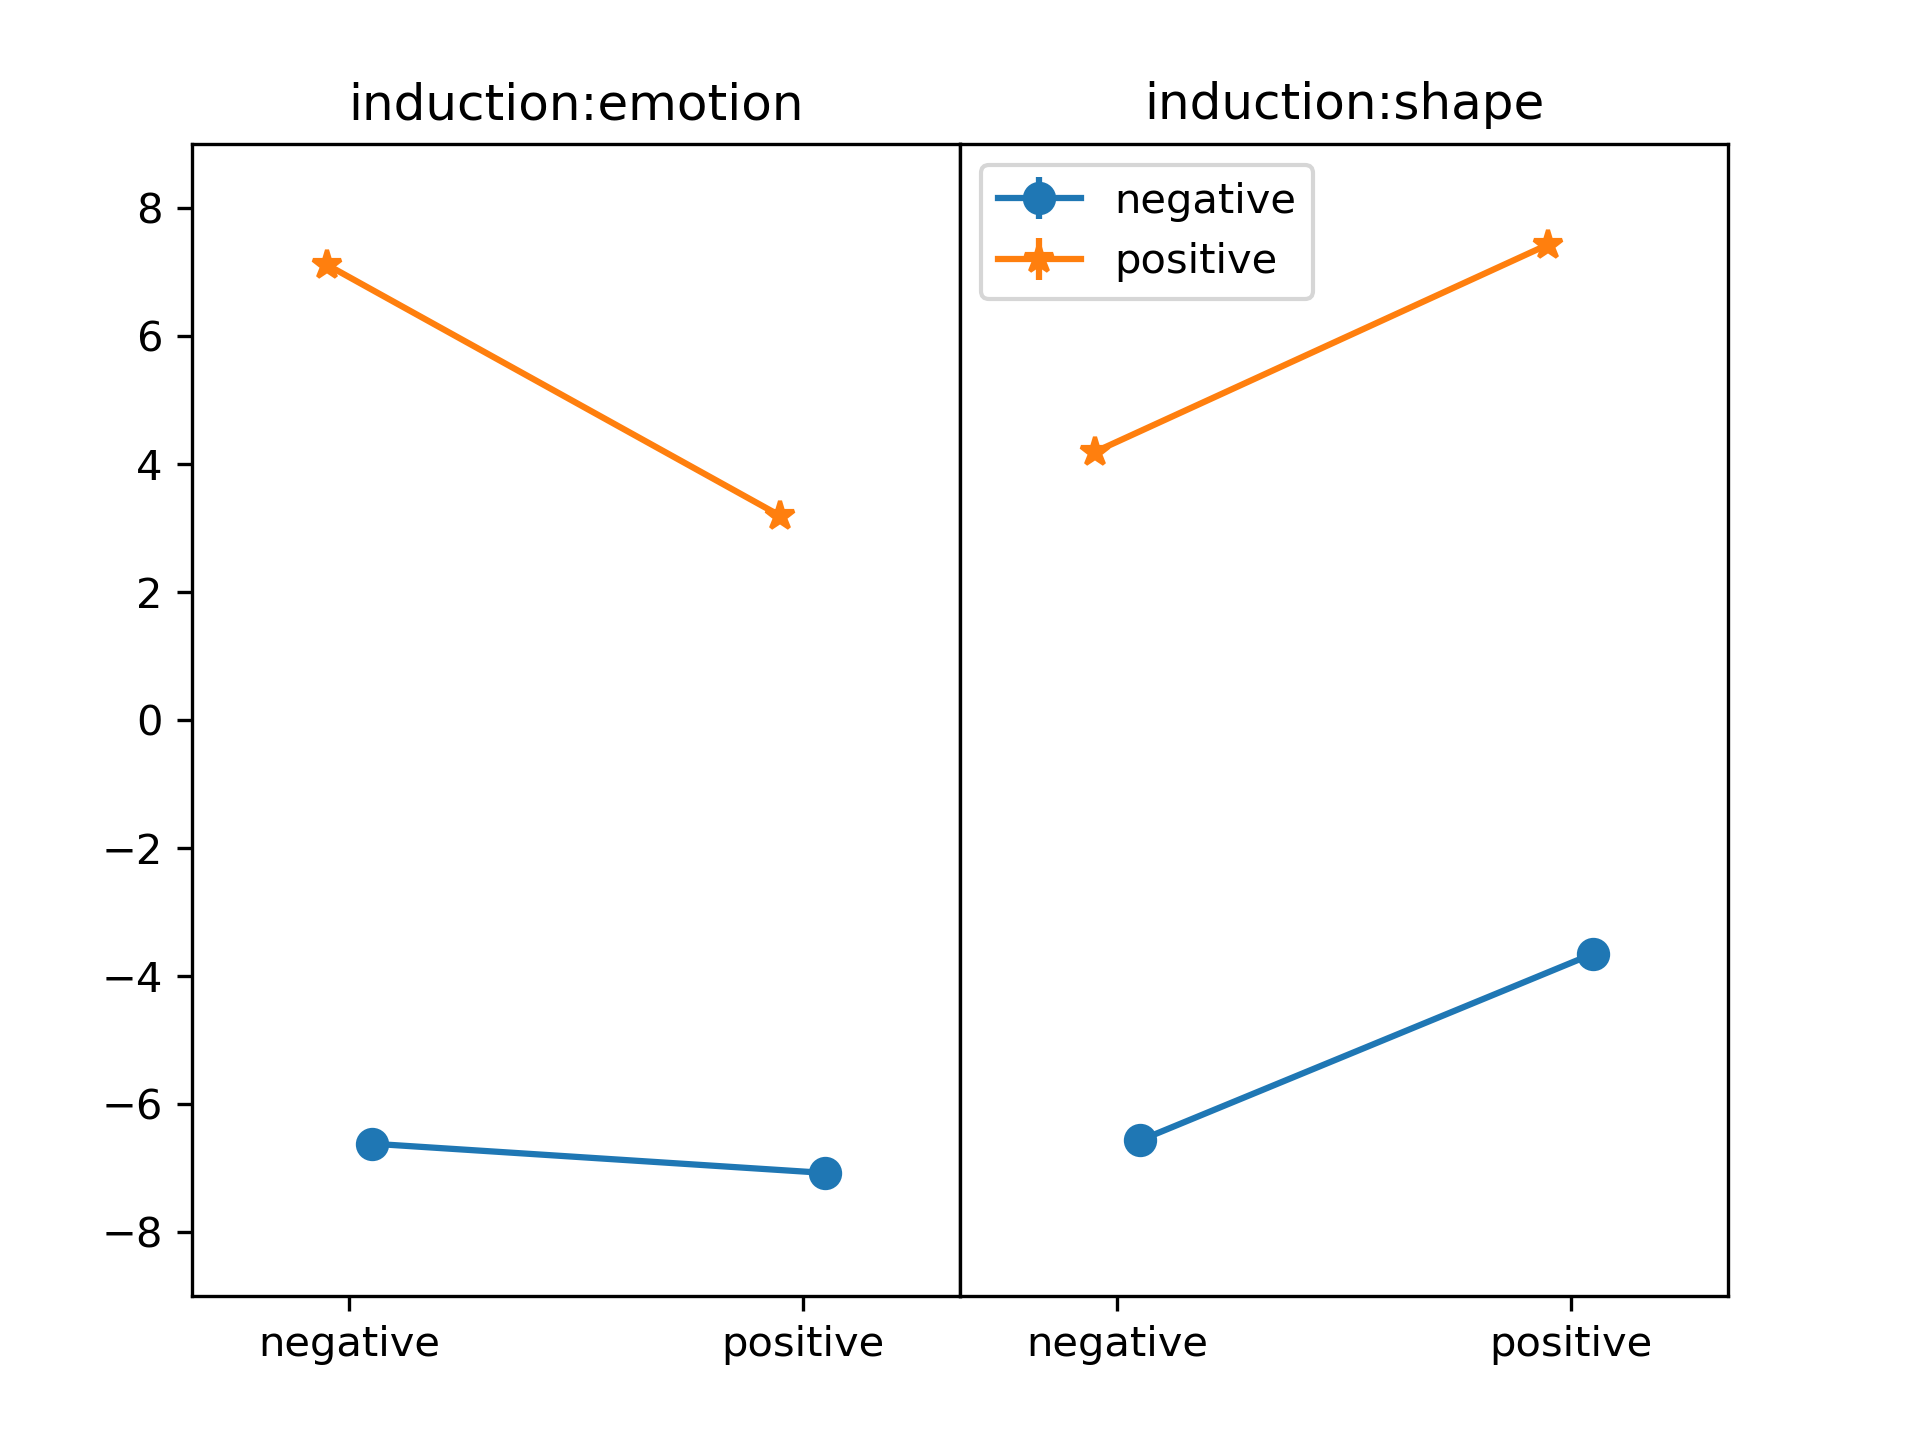 induction:emotion
induction:shape
negative
positive
8
6
4
2
0
−2
−4
−6
−8
negative
positive
negative
positive